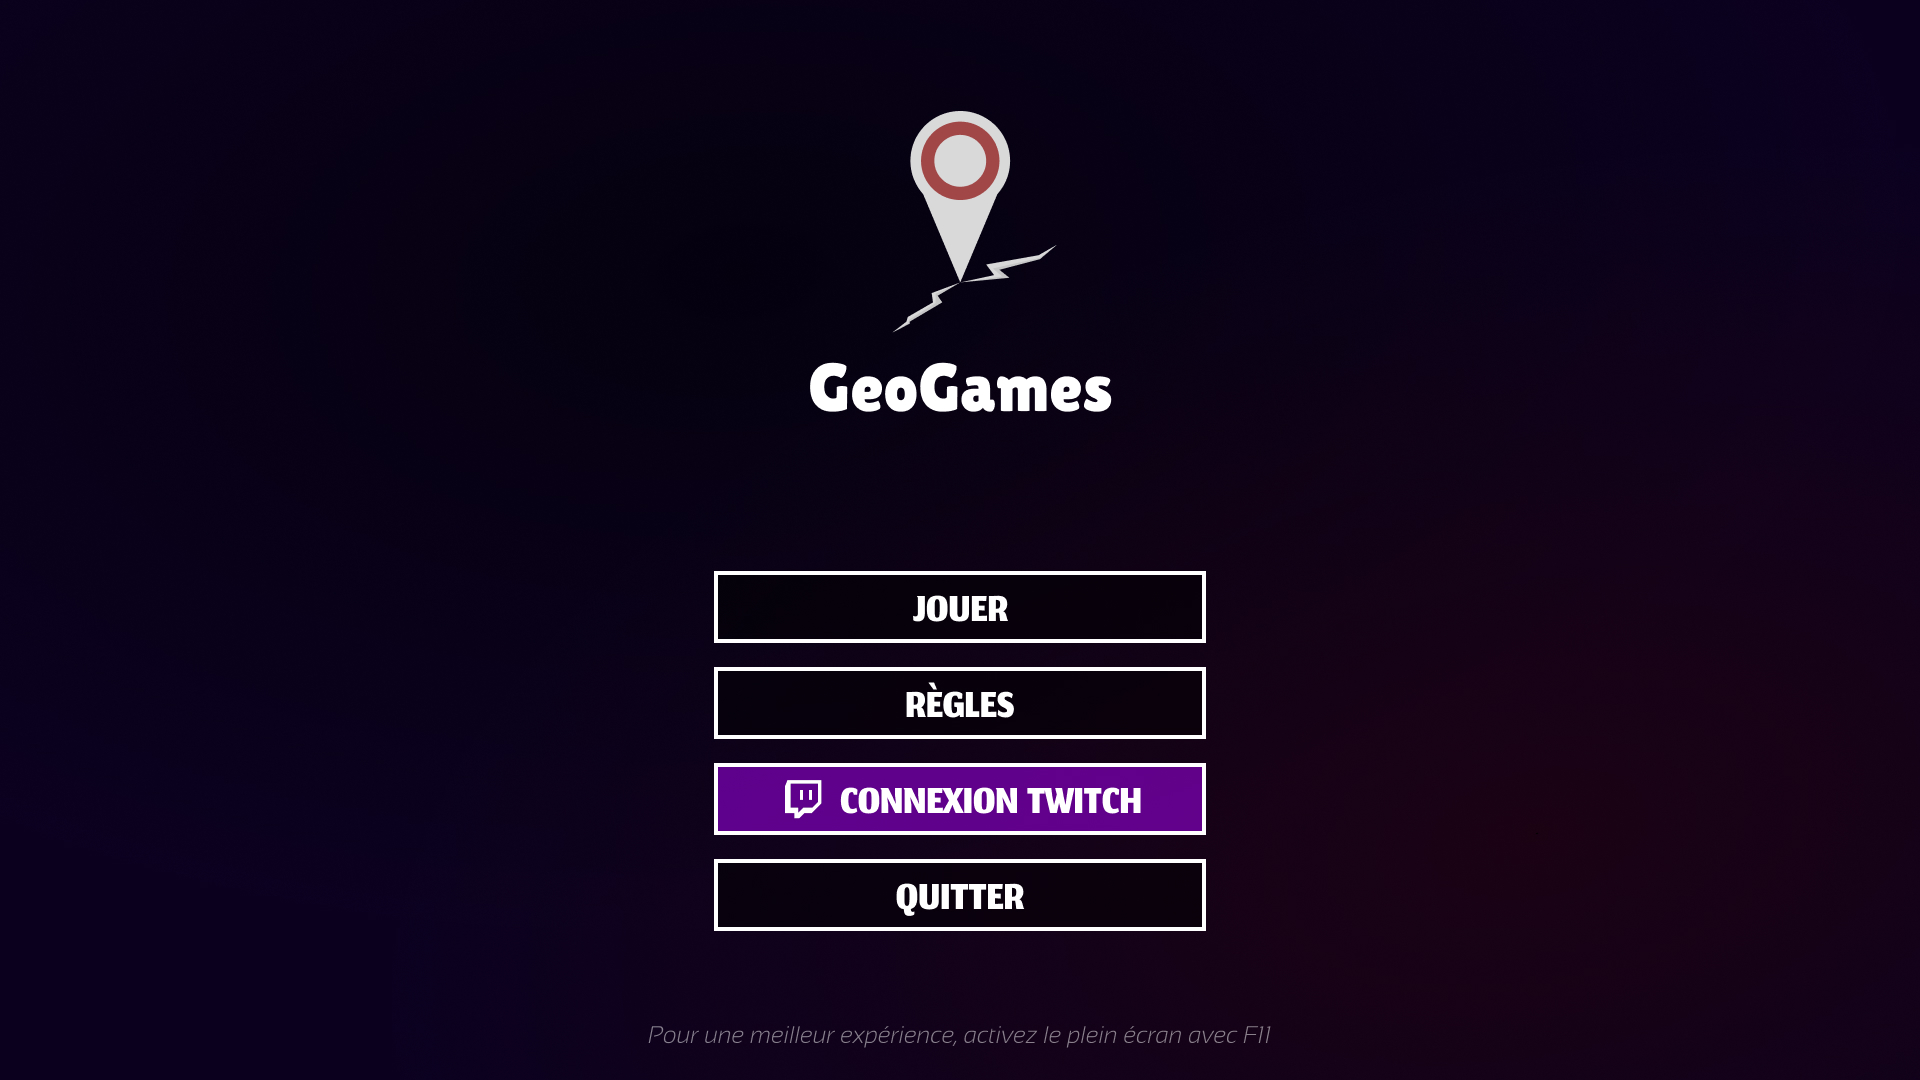 GeoGames
JOUER
RÈGLES
CONNEXION TWITCH
QUITTER
Pour une meilleur expérience, activez le plein écran avec F11